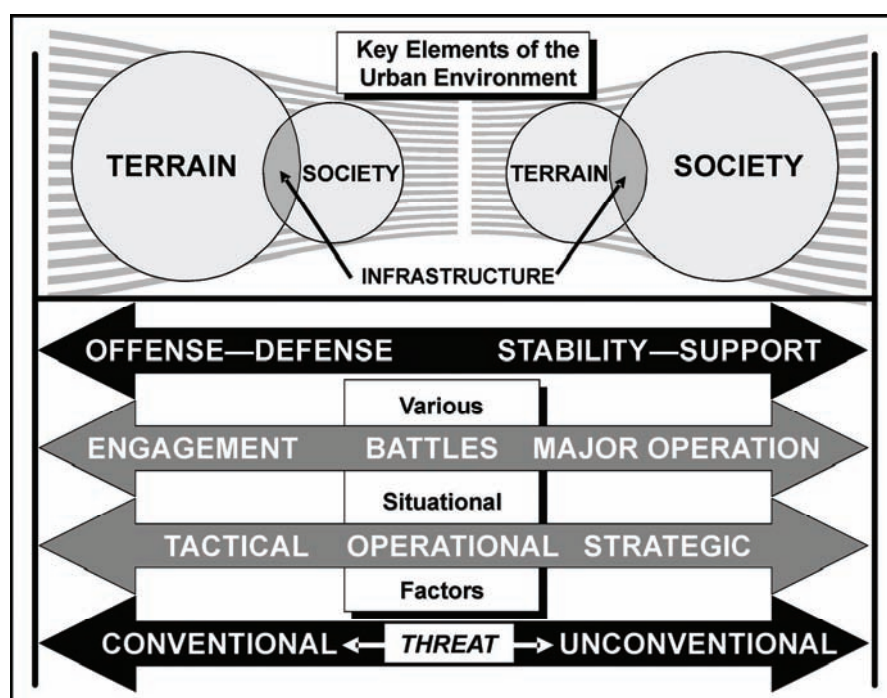 Key Elements of the
Urban Environment
TERRAIN
SOCIETY
TERRAIN
SOCIETY
INFRASTRUCTURE
OFFENSE—DEFENSE
STABILITY—SUPPORT
Various
ENGAGEMENT BATTLES MAJOR OPERATION
Situational
TACTICAL OPERATIONAL STRATEGIC
Factors
CONVENTIONAL THREAT UNCONVENTIONAL